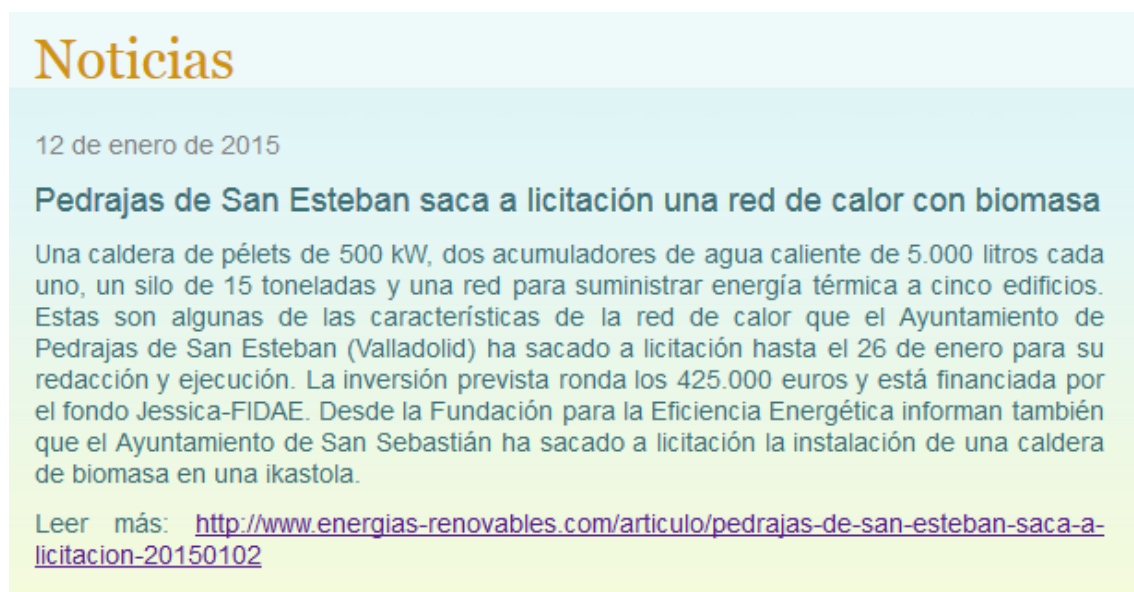 Noticias
12 de enero de 2015
Pedrajas de San Esteban saca a licitación una red de calor con biomasa
Una caldera de pélets de 500 kW, dos acumuladores de agua caliente de 5.000 litros cada
uno, un silo de 15 toneladas y una red para suministrar energía térmica a cinco edificios.
Estas son algunas de las características de la red de calor que el Ayuntamiento de
Pedrajas de San Esteban (Valladolid) ha sacado a licitación hasta el 26 de enero para su
redacción y ejecución. La inversión prevista ronda los 425.000 euros y está financiada por
el fondo Jessica-FIDAE. Desde la Fundación para la Eficiencia Energética informan también
que el Ayuntamiento de San Sebastián ha sacado a licitación la instalación de una caldera
de biomasa en una ikastola.
Leer más: http://www.energias-renovables.com/articulo/pedrajas-de-san-esteban-saca-a-
licitacion-20150102